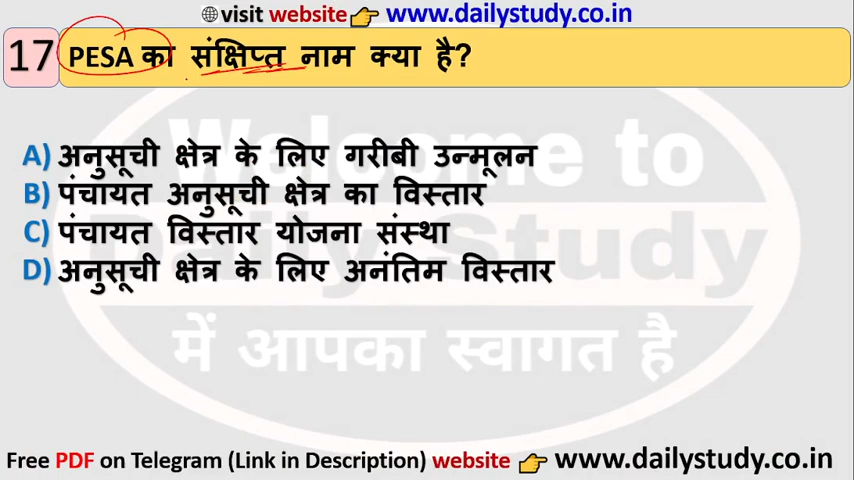 visit website www.dailystudy.co.in
17 PESA का संक्षिप्त नाम क्या है?
A) अनुसूची क्षेत्र के लिए गरीबी उन्मूलन
B) पंचायत अनुसूची क्षेत्र का विस्तार
C) पंचायत विस्तार योजना संस्था
D) अनुसूची क्षेत्र के लिए अनंतिम विस्तार
Welcome to
Daily Study
में आपका स्वागत है
Free PDF on Telegram (Link in Description) website www.dailystudy.co.in